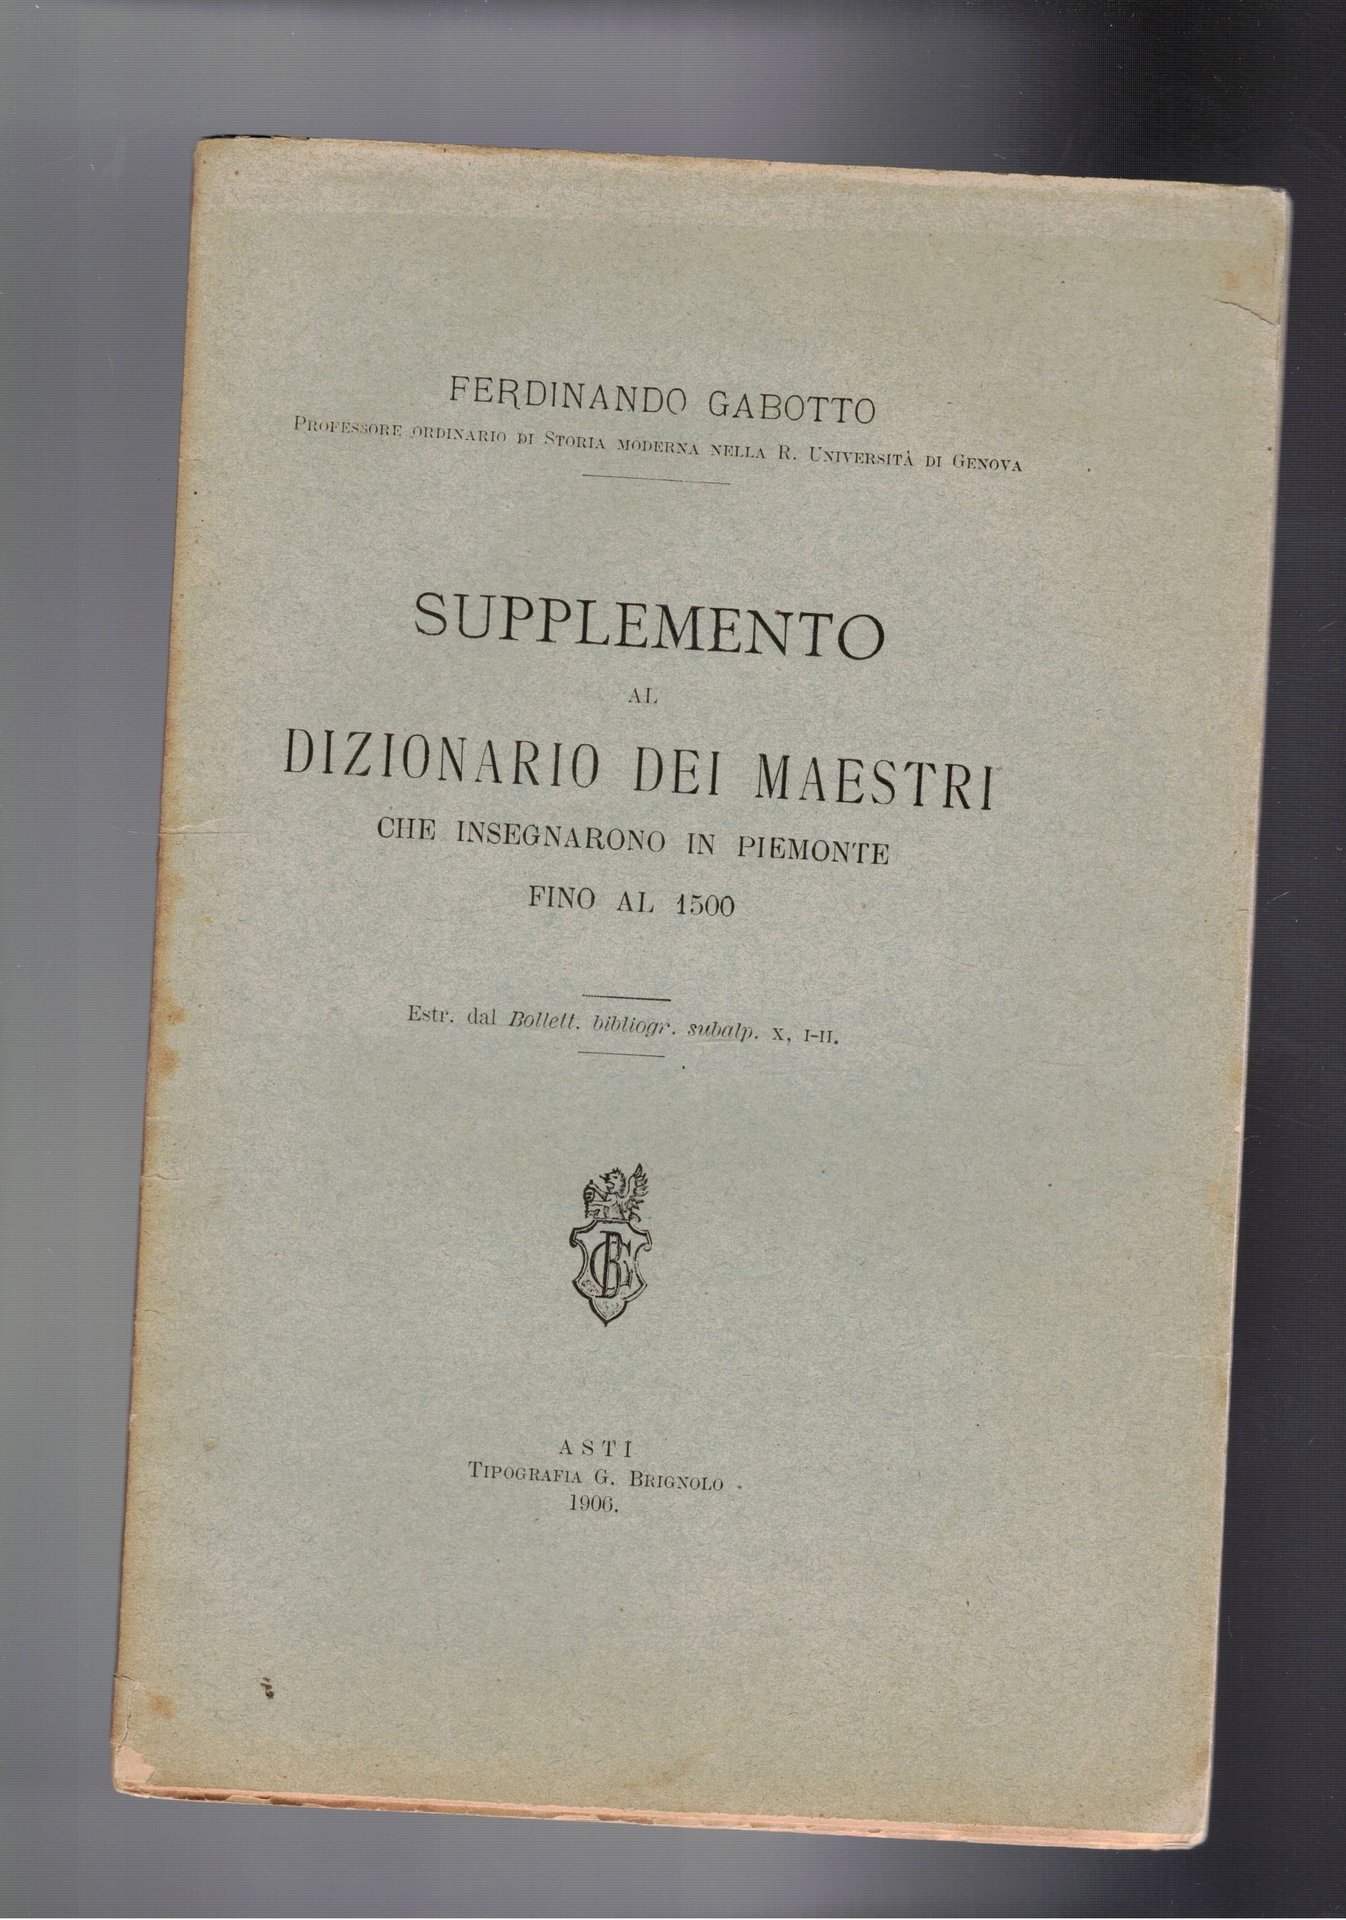 FERDINANDO GABOTTO
PROFESSORE ORDINARIO DI STORIA MODERNA NELLA R. UNIVERSITÀ DI GENOVA
SUPPLEMENTO
AL
DIZIONARIO DEI MAESTRI
CHE INSEGNARONO IN PIEMONTE
FINO AL 1500
Estr. dal Bollett. bibliogr. subalp. X, I-II.
ASTI
TIPOGRAFIA G. BRIGNOLO
1906.